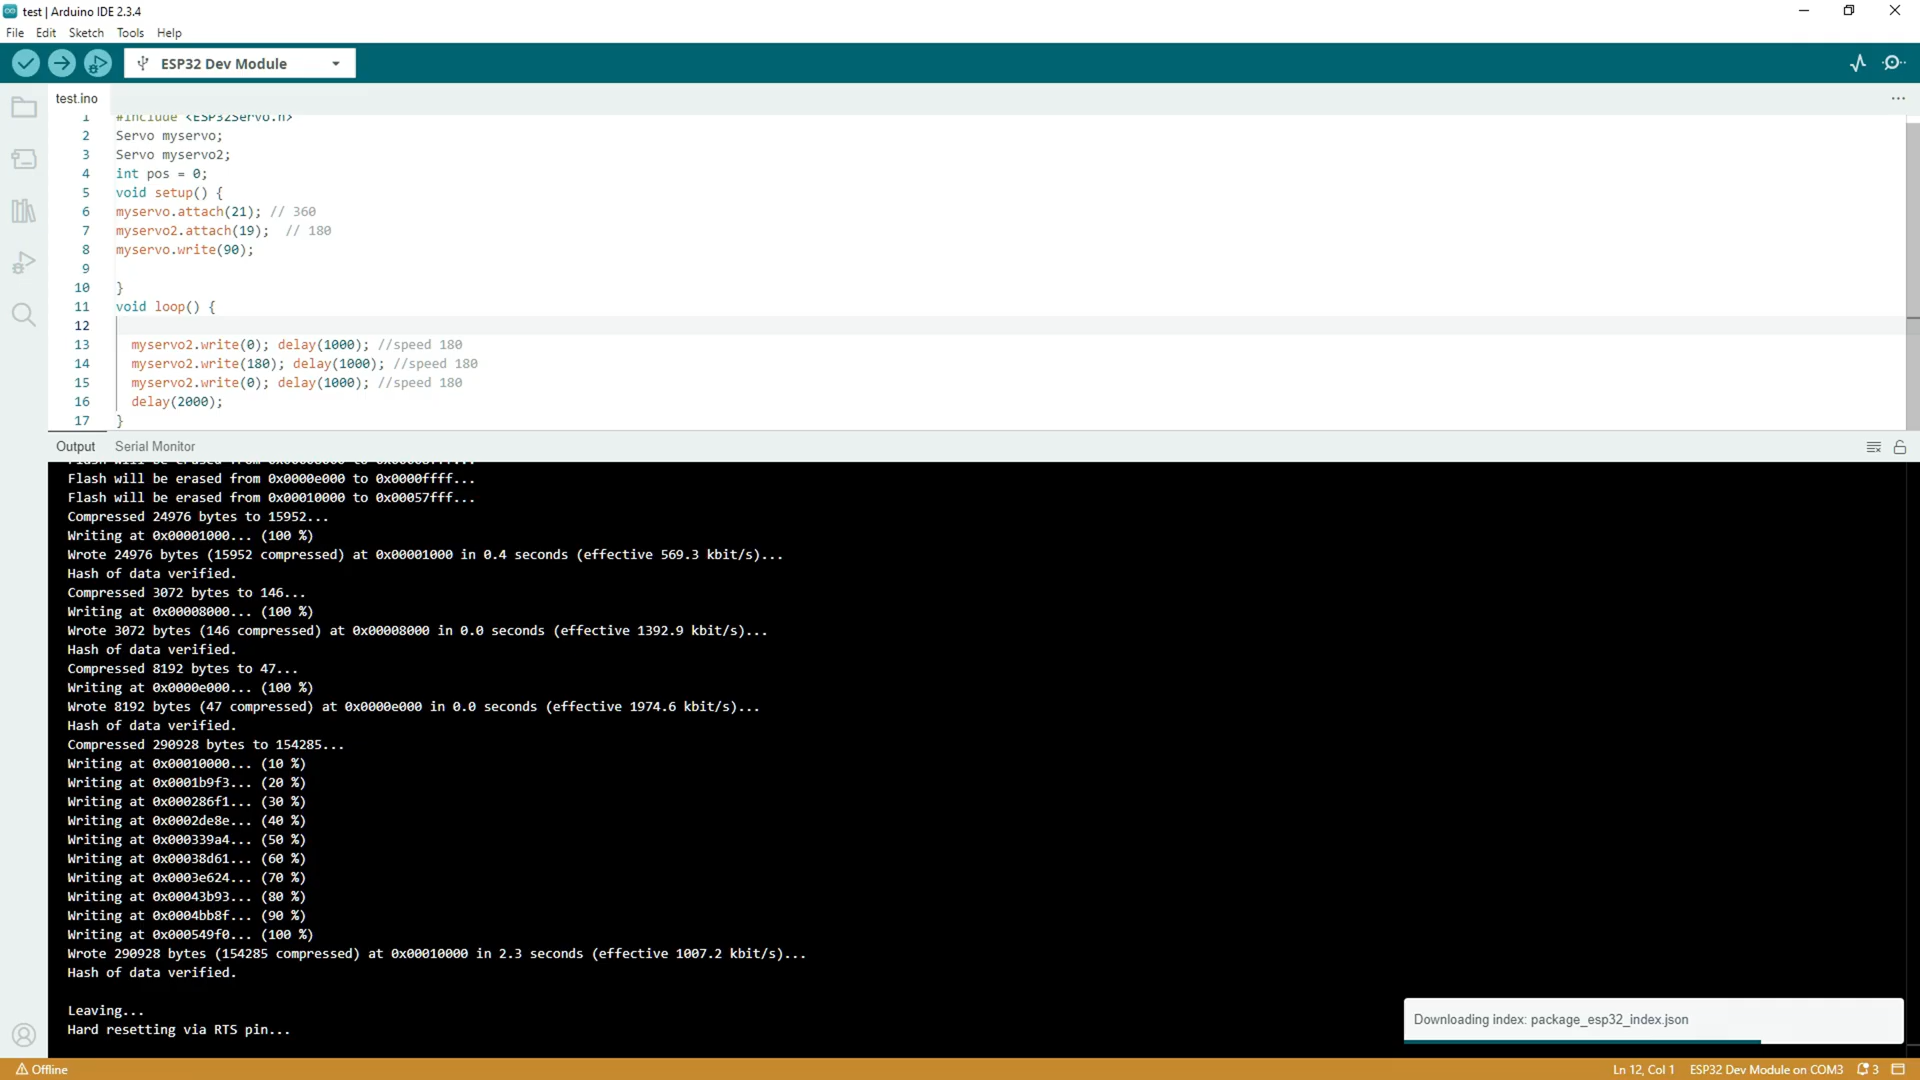 test | Arduino IDE 2.3.4
File Edit Sketch Tools Help
ESP32 Dev Module
test.ino
1 #include <ESP32Servo.h>
2 Servo myservo;
3 Servo myservo2;
4 int pos = 0;
5 void setup() {
6 myservo.attach(21); // 360
7 myservo2.attach(19);  // 180
8 myservo.write(90);
9
10 }
11 void loop() {
12
13 myservo2.write(0); delay(1000); //speed 180
14 myservo2.write(180); delay(1000); //speed 180
15 myservo2.write(0); delay(1000); //speed 180
16 delay(2000);
17 }
Output Serial Monitor
Flash will be erased from 0x0000e000 to 0x0000ffff...
Flash will be erased from 0x00010000 to 0x00057fff...
Compressed 24976 bytes to 15952...
Writing at 0x00001000... (100 %)
Wrote 24976 bytes (15952 compressed) at 0x00001000 in 0.4 seconds (effective 569.3 kbit/s)...
Hash of data verified.
Compressed 3072 bytes to 146...
Writing at 0x00008000... (100 %)
Wrote 3072 bytes (146 compressed) at 0x00008000 in 0.0 seconds (effective 1392.9 kbit/s)...
Hash of data verified.
Compressed 8192 bytes to 47...
Writing at 0x0000e000... (100 %)
Wrote 8192 bytes (47 compressed) at 0x0000e000 in 0.0 seconds (effective 1974.6 kbit/s)...
Hash of data verified.
Compressed 290928 bytes to 154285...
Writing at 0x00010000... (10 %)
Writing at 0x0001b9f3... (20 %)
Writing at 0x000286f1... (30 %)
Writing at 0x0002de8e... (40 %)
Writing at 0x000339a4... (50 %)
Writing at 0x00038d61... (60 %)
Writing at 0x0003e624... (70 %)
Writing at 0x00043b93... (80 %)
Writing at 0x0004bb8f... (90 %)
Writing at 0x000549f0... (100 %)
Wrote 290928 bytes (154285 compressed) at 0x00010000 in 2.3 seconds (effective 1007.2 kbit/s)...
Hash of data verified.
Leaving...
Hard resetting via RTS pin...
Downloading index: package_esp32_index.json
Offline
Ln 12, Col 1 ESP32 Dev Module on COM3 3